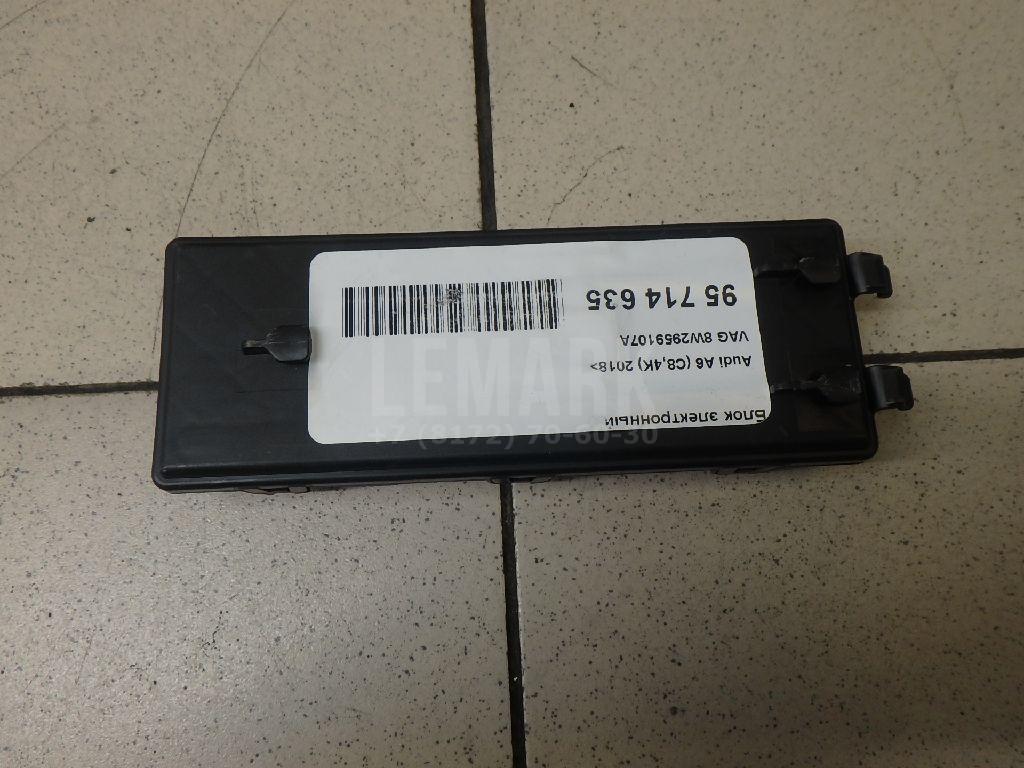 Блок электронный
Audi A6 (C8,4K) 2018>
VAG 8W2959107A
95 714 635
LEMARK
+7 (8172) 70-60-30